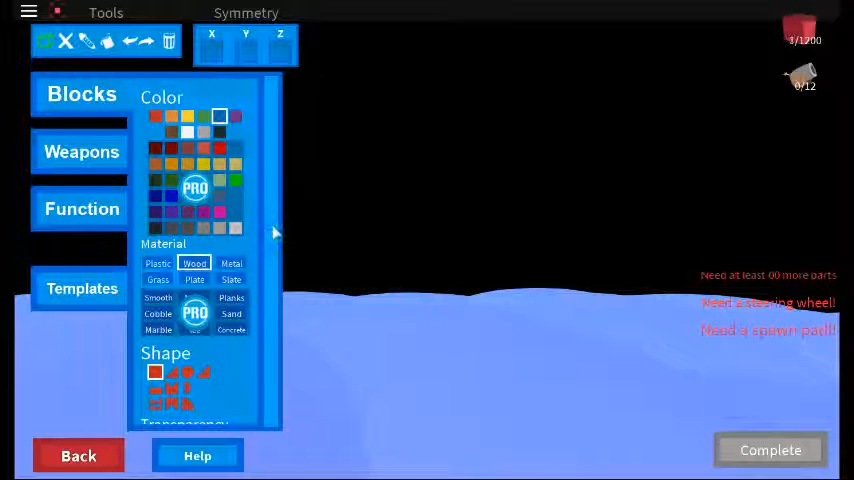 Tools
Symmetry
X Y Z
1/1200
0/12
Blocks
Weapons
Function
Templates
Color
PRO
Material
Plastic Wood Metal
Grass Plate Slate
Smooth Planks
Cobble PRO Sand
Marble Concrete
Shape
Transparency
Need at least 00 more parts
Need a steering wheel!
Need a spawn pad!!
Back
Help
Complete